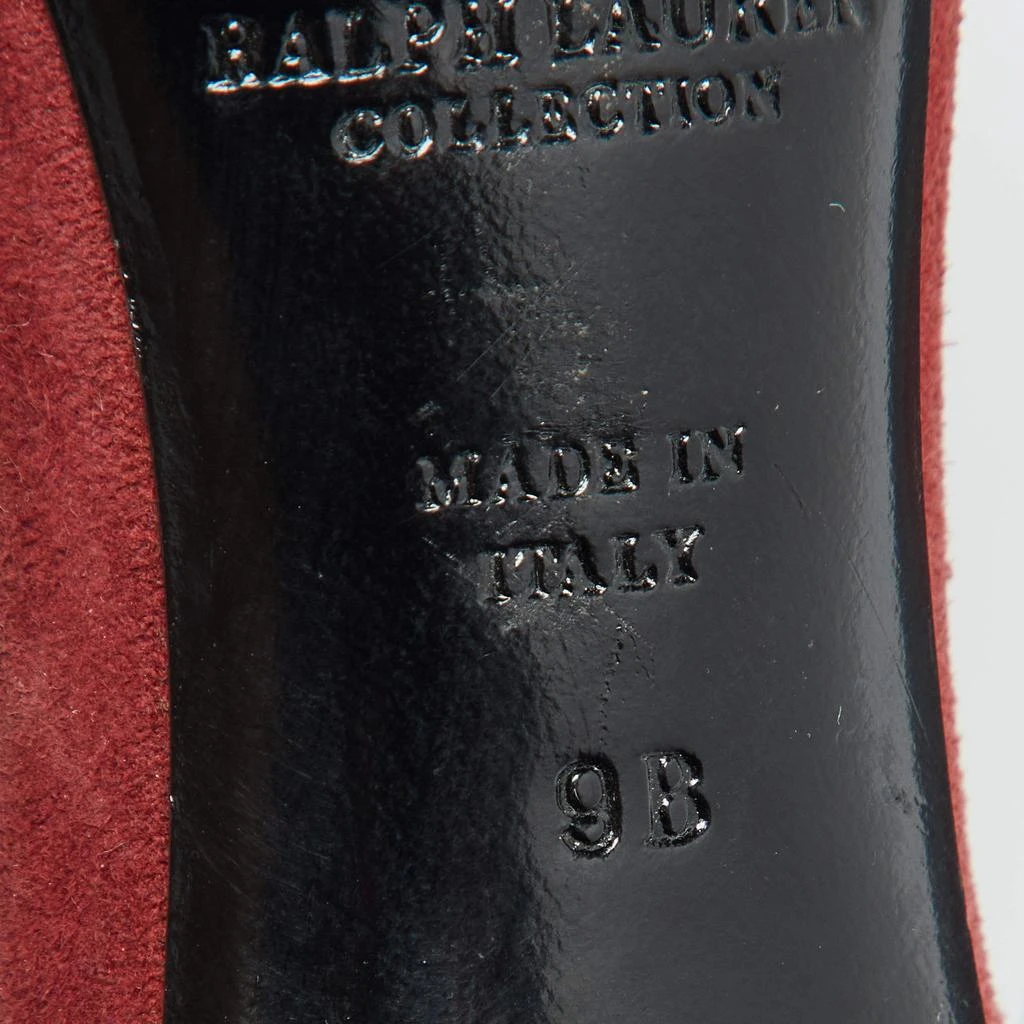 RALPH LAUREN
COLLECTION
MADE IN
ITALY
9B